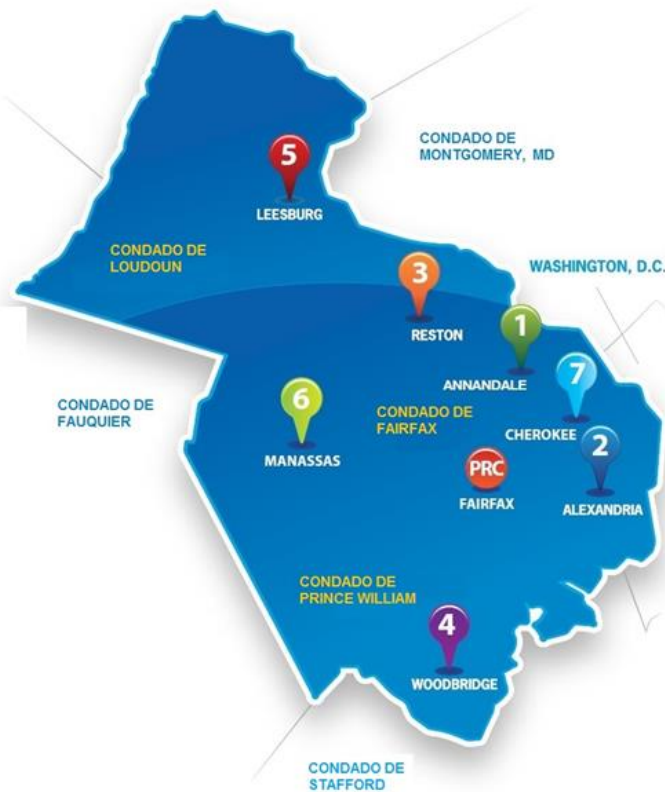 CONDADO DE
MONTGOMERY, MD
5
LEESBURG
CONDADO DE
LOUDOUN
WASHINGTON, D.C.
3
RESTON
1
ANNANDALE
7
CHEROKEE
CONDADO DE
FAUQUIER
6
MANASSAS
CONDADO DE
FAIRFAX
2
ALEXANDRIA
PRC
FAIRFAX
CONDADO DE
PRINCE WILLIAM
4
WOODBRIDGE
CONDADO DE
STAFFORD